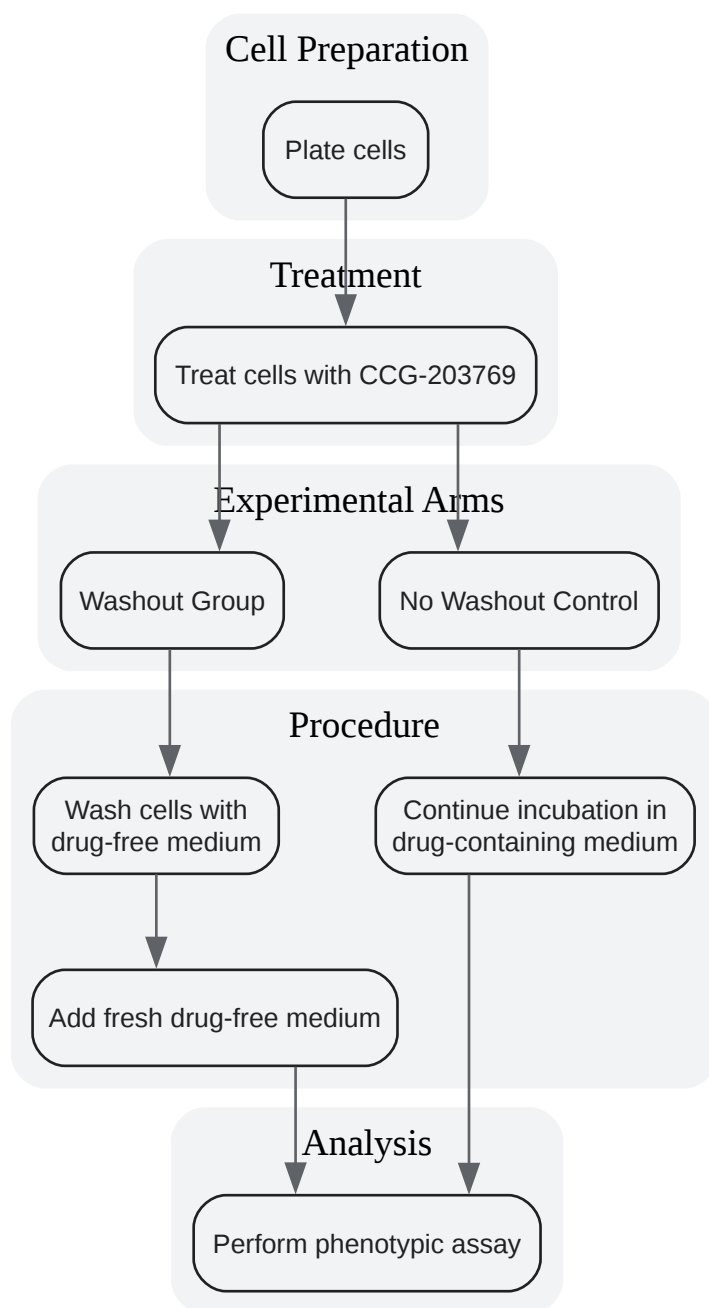 Cell Preparation
Plate cells
Treatment
Treat cells with CCG-203769
Experimental Arms
Washout Group
No Washout Control
Procedure
Wash cells with
drug-free medium
Continue incubation in
drug-containing medium
Add fresh drug-free medium
Analysis
Perform phenotypic assay